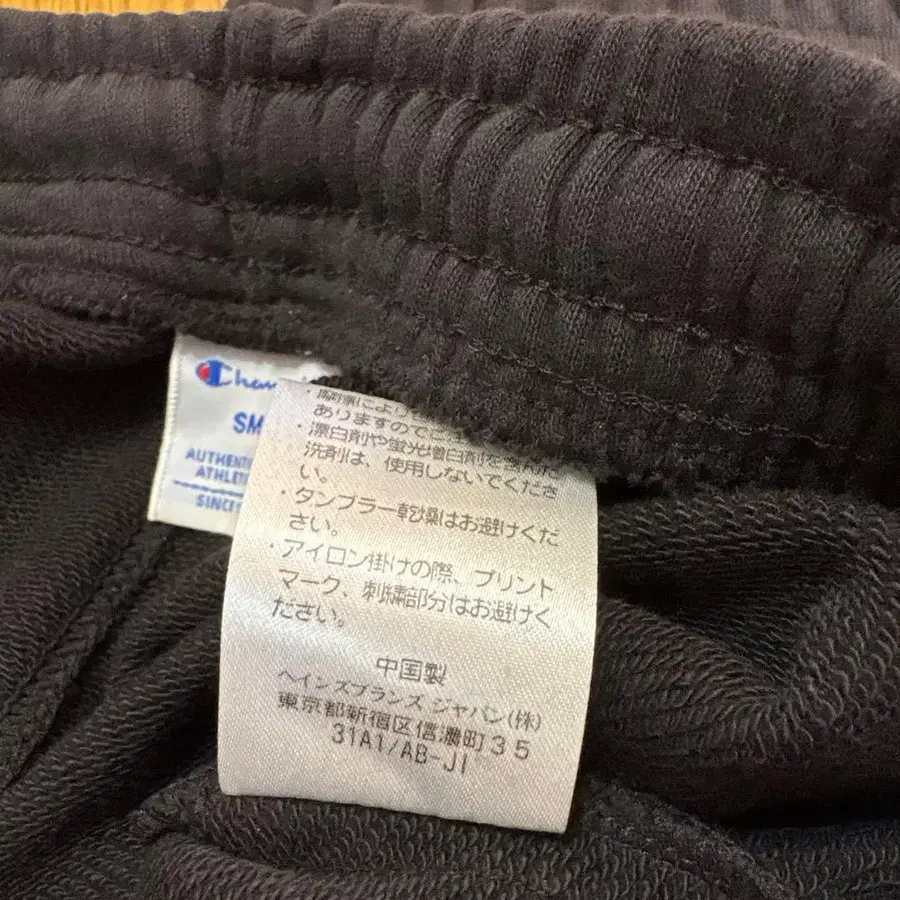 Cham
SM
AUTHENTI
ATHLETI
SINCE
ありますのでご
・漂白剤や蛍光増白剤を含んだ
洗剤は、使用しないでくださ
い。
・タンブラー乾燥はお避けくだ
さい。
・アイロン掛けの際、プリント
マーク、刺繍部分はお避けく
ださい。
中国製
ヘインズブランズ ジャパン(株)
東京都新宿区信濃町35
31A1/AB-JI